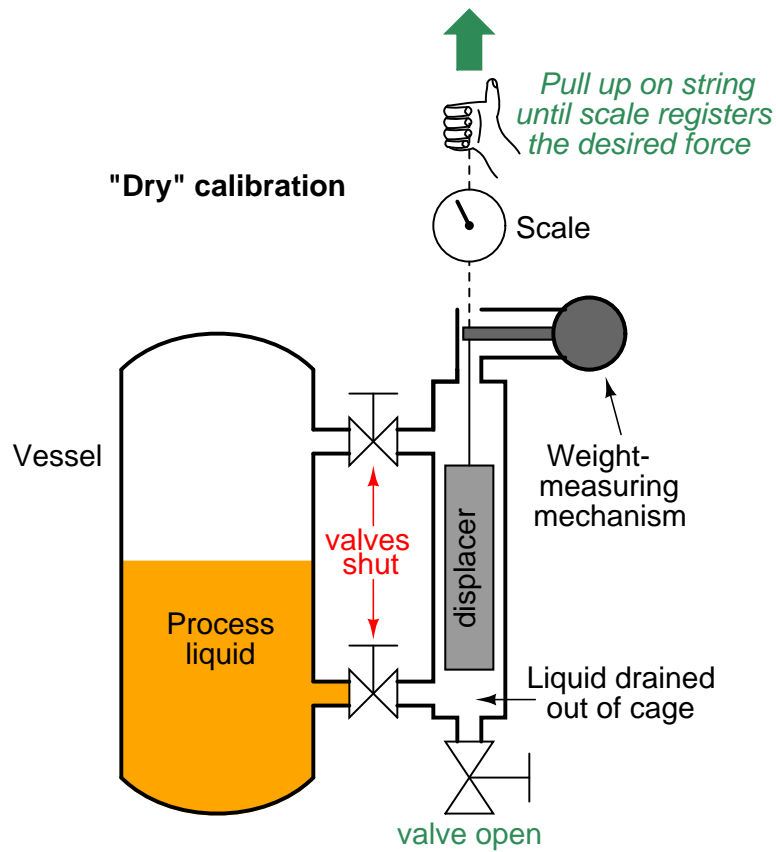 Pull up on string
until scale registers
the desired force
"Dry" calibration
Scale
Vessel
Weight-
measuring
mechanism
valves
shut
displacer
Process
liquid
Liquid drained
out of cage
valve open